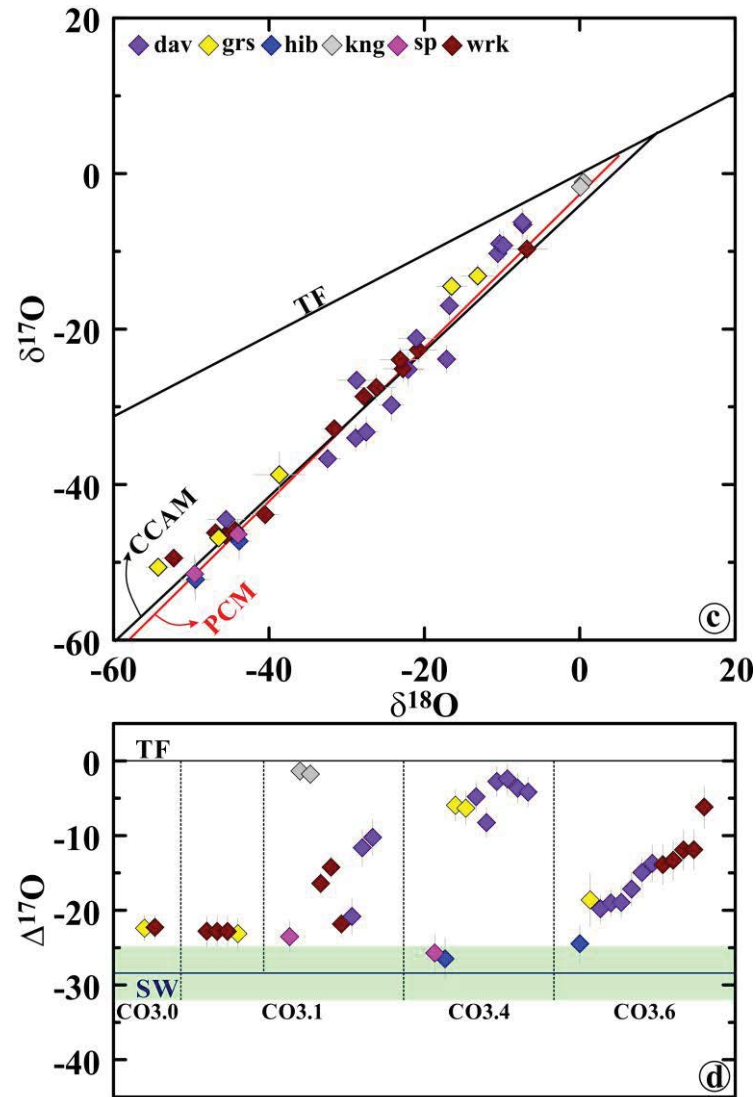 20
dav grs hib kng sp wrk
10
0
TF
-20
δ¹⁷O
-40
CCAM
PCM
c
-60
-60 -40 -20 0 20
δ¹⁸O
TF
0
-10
Δ¹⁷O
-20
SW
-30
CO3.0 CO3.1 CO3.4 CO3.6
-40
d